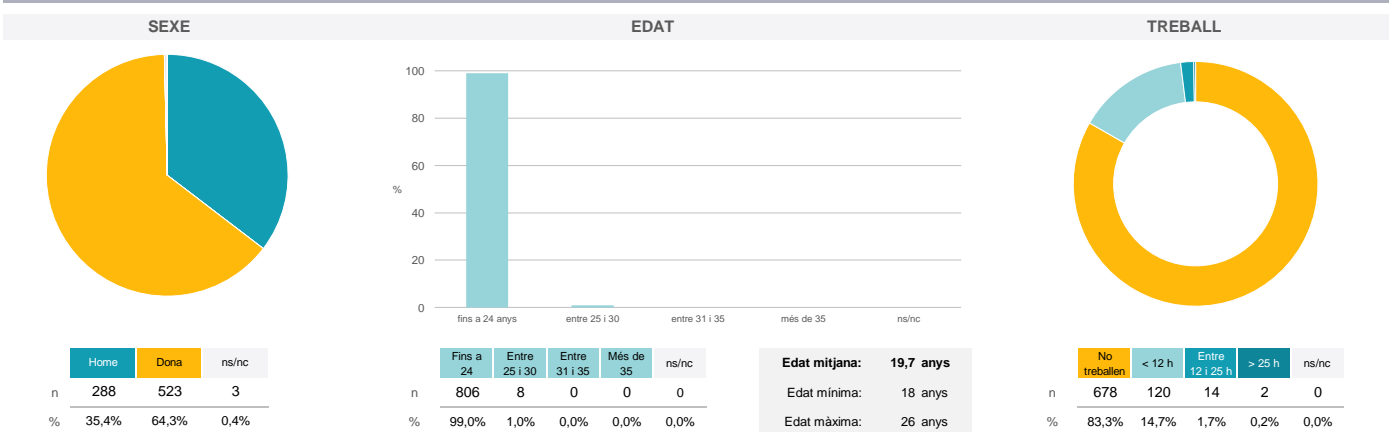 SEXE
EDAT
TREBALL
100
80
60
%
40
20
0
fins a 24 anys entre 25 i 30 entre 31 i 35 més de 35 ns/nc
Home Dona ns/nc
n 288 523 3
% 35,4% 64,3% 0,4%
Fins a 24 Entre 25 i 30 Entre 31 i 35 Més de 35 ns/nc
n 806 8 0 0 0
% 99,0% 1,0% 0,0% 0,0% 0,0%
Edat mitjana: 19,7 anys
Edat mínima: 18 anys
Edat màxima: 26 anys
No treballen < 12 h Entre 12 i 25 h > 25 h ns/nc
n 678 120 14 2 0
% 83,3% 14,7% 1,7% 0,2% 0,0%